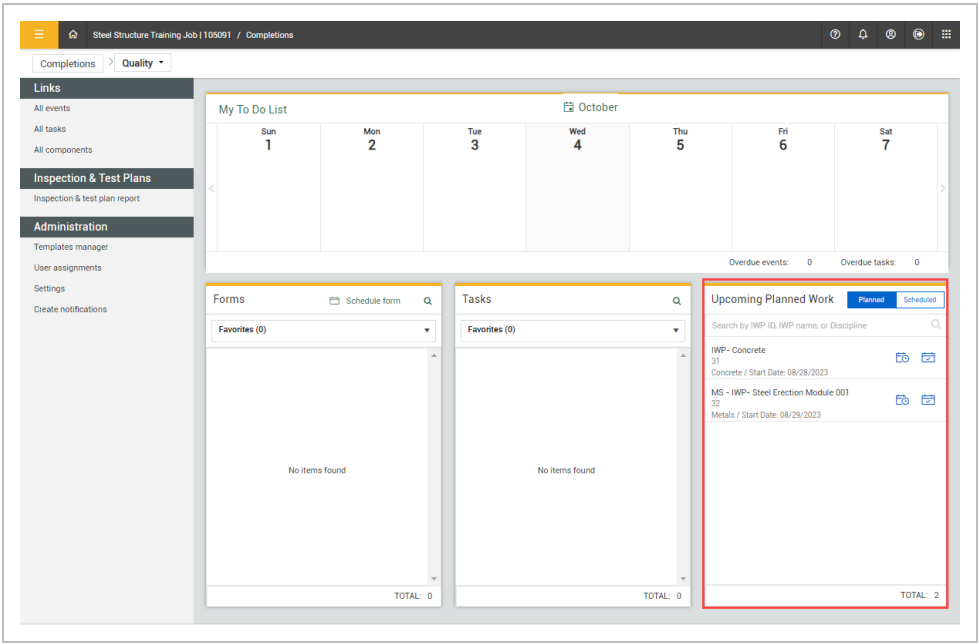 Steel Structure Training Job | 105091 / Completions
Completions > Quality
Links
All events
All tasks
All components
Inspection & Test Plans
Inspection & test plan report
Administration
Templates manager
User assignments
Settings
Create notifications
My To Do List
October
Sun Mon Tue Wed Thu Fri Sat
1 2 3 4 5 6 7
Overdue events: 0 Overdue tasks: 0
Forms
Schedule form
Favorites (0)
No items found
TOTAL: 0
Tasks
Favorites (0)
No items found
TOTAL: 0
Upcoming Planned Work
Planned Scheduled
Search by IWP ID, IWP name, or Discipline
IWP- Concrete
31
Concrete / Start Date: 08/28/2023
MS - IWP- Steel Erection Module 001
32
Metals / Start Date: 08/29/2023
TOTAL: 2